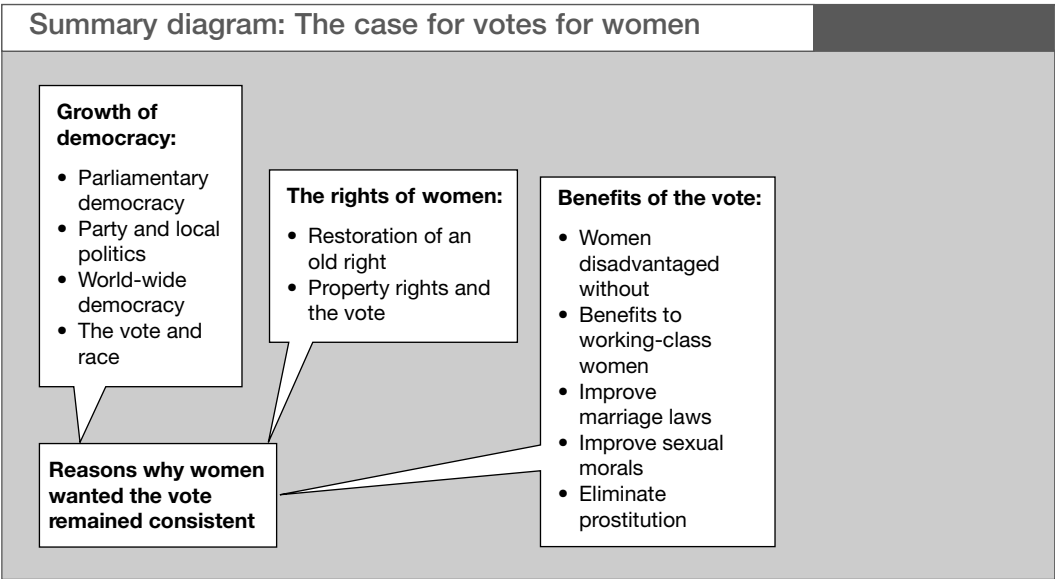 Summary diagram: The case for votes for women
Growth of
democracy:
• Parliamentary
democracy
• Party and local
politics
• World-wide
democracy
• The vote and
race
The rights of women:
• Restoration of an
old right
• Property rights and
the vote
Benefits of the vote:
• Women
disadvantaged
without
• Benefits to
working-class
women
• Improve
marriage laws
• Improve sexual
morals
• Eliminate
prostitution
Reasons why women
wanted the vote
remained consistent